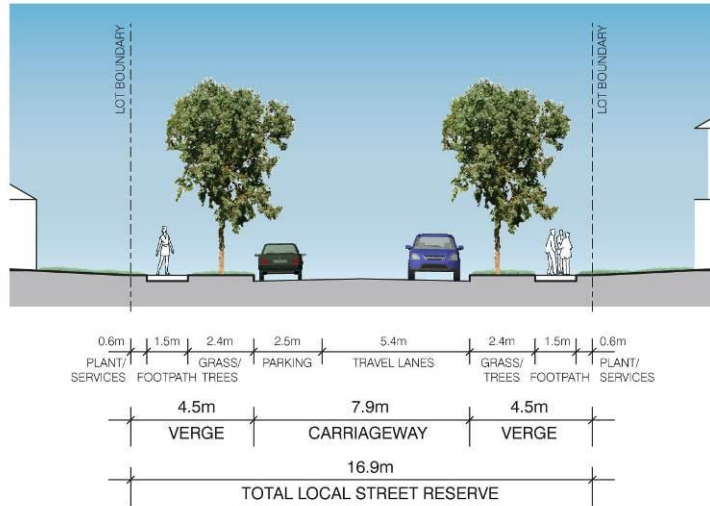 LOT BOUNDARY
LOT BOUNDARY
0.6m 1.5m 2.4m 2.5m 5.4m 2.4m 1.5m 0.6m
PLANT/ GRASS/ PARKING TRAVEL LANES GRASS/ PLANT/
SERVICES FOOTPATH TREES TREES FOOTPATH SERVICES
4.5m 7.9m 4.5m
VERGE CARRIAGEWAY VERGE
16.9m
TOTAL LOCAL STREET RESERVE